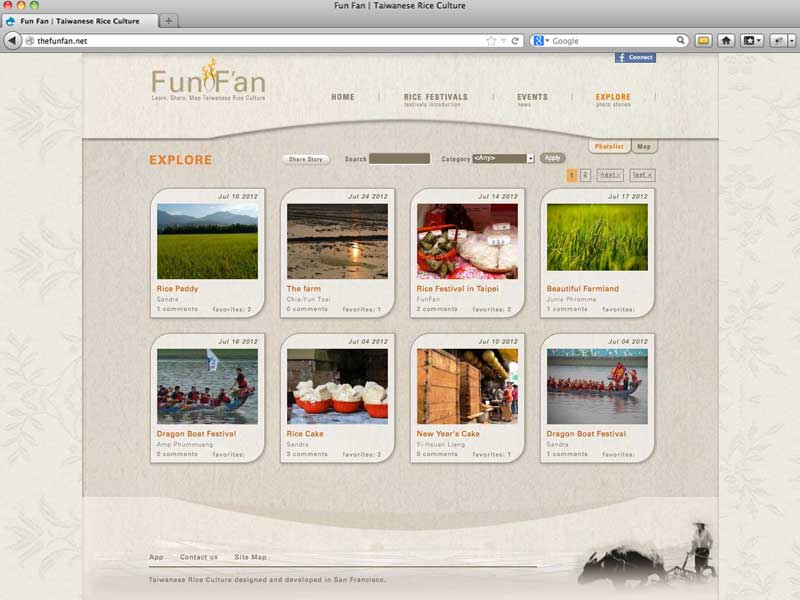 Fun Fan | Taiwanese Rice Culture
Fun Fan | Taiwanese Rice Culture
thefunfan.net
Google
Connect
Fun F'an
Learn, Share, Map Taiwanese Rice Culture
HOME
RICE FESTIVALS
festivals introduction
EVENTS
news
EXPLORE
photo stories
Photolist
Map
EXPLORE
Share Story
Search
Category
<Any>
Apply
1 2 next › last »
Jul 10 2012
Rice Paddy
Sandra
1 comments favorites: 2
Jul 24 2012
The farm
Chia-Yun Tsai
0 comments favorites: 1
Jul 14 2012
Rice Festival in Taipei
FunFan
2 comments favorites: 2
Jul 17 2012
Beautiful Farmland
Junia Phromma
1 comments favorites:
Jul 16 2012
Dragon Boat Festival
Amp Phummuang
0 comments favorites:
Jul 04 2012
Rice Cake
Sandra
3 comments favorites: 2
Jul 10 2012
New Year's Cake
Yi-Hsuan Liang
0 comments favorites: 1
Jul 04 2012
Dragon Boat Festival
Sandra
1 comments favorites:
App Contact us Site Map
Taiwanese Rice Culture designed and developed in San Francisco.